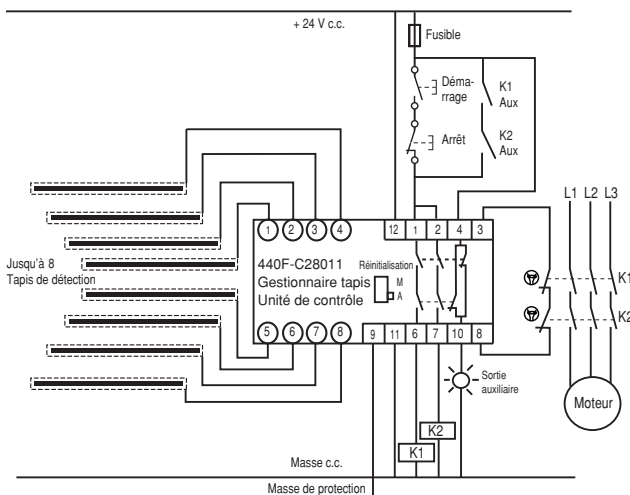 + 24 V c.c.
Fusible
Déma-
rrage
K1
Aux
Arrêt
K2
Aux
L1 L2 L3
1 2 3 4
12 1 2 4 3
Jusqu'à 8
Tapis de détection
440F-C28011
Gestionnaire tapis
Unité de contrôle
Réinitialisation
M
A
K1
K2
5 6 7 8
9 11 6 7 10 8
Sortie
auxiliaire
Moteur
K2
K1
Masse c.c.
Masse de protection